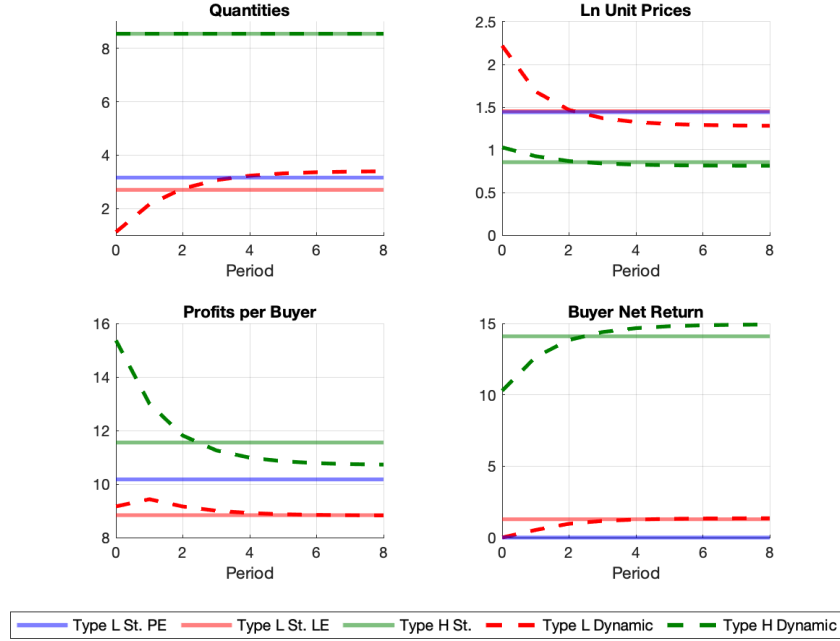 Quantities
8
6
4
2
0 2 4 6 8
Period
Ln Unit Prices
2.5
2
1.5
1
0.5
0
0 2 4 6 8
Period
Profits per Buyer
16
14
12
10
8
0 2 4 6 8
Period
Buyer Net Return
15
10
5
0
0 2 4 6 8
Period
Type L St. PE Type L St. LE Type H St. Type L Dynamic Type H Dynamic